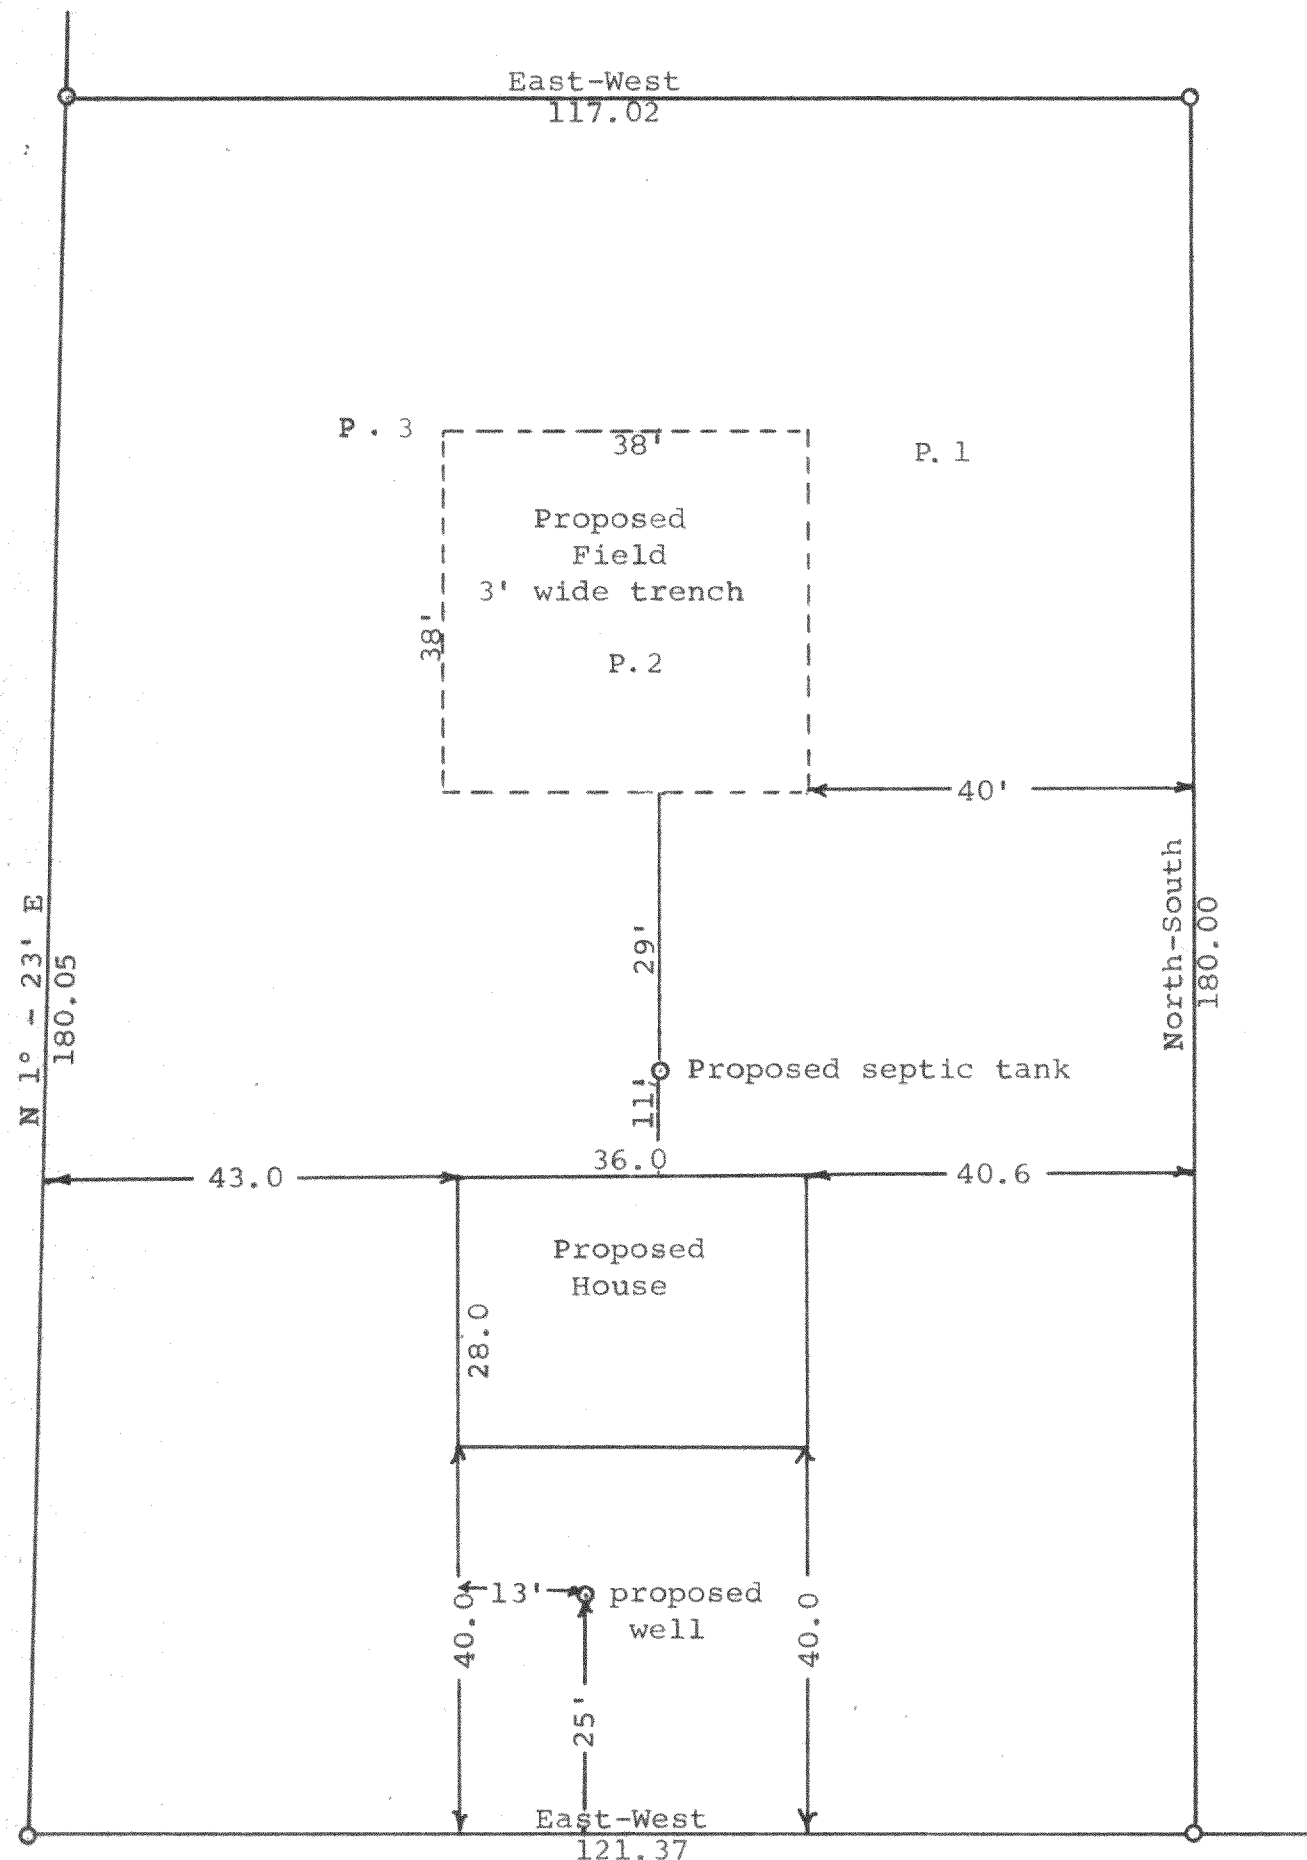 East-West
117.02
P. 3
38'
P. 1
Proposed
Field
3' wide trench
38'
P.2
40'
N 1° - 23' E
180.05
North-South
180.00
29'
Proposed septic tank
11'
36.0
43.0
40.6
Proposed
House
28.0
13'
proposed
well
40.0
40.0
25'
East-West
121.37